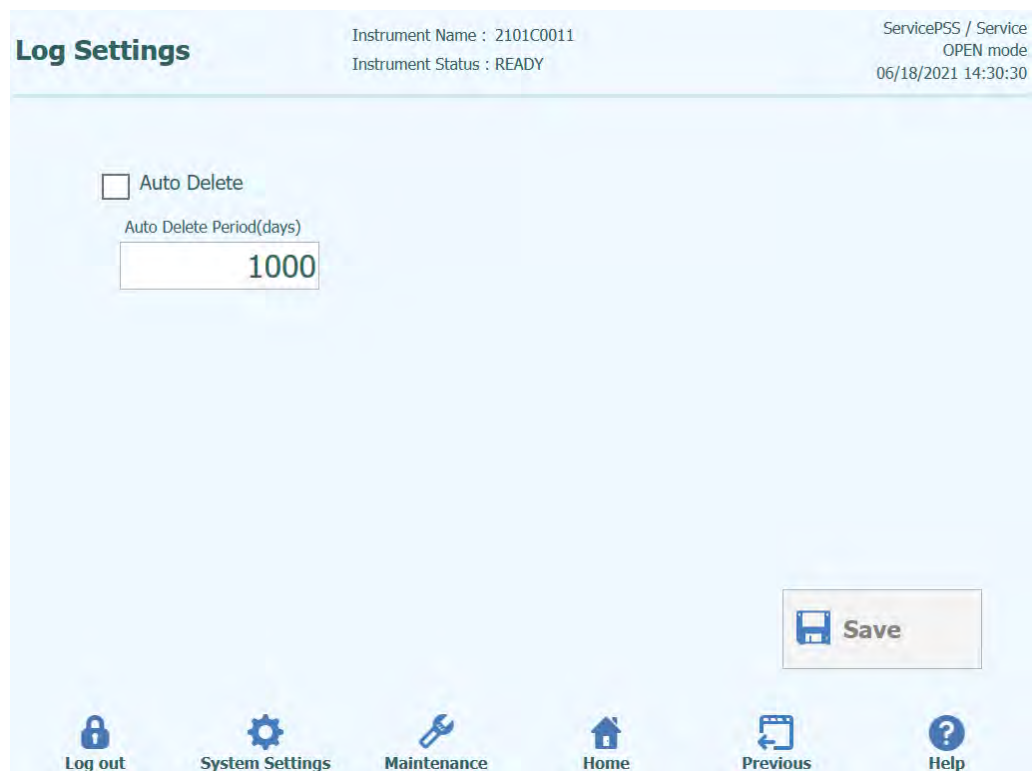 Log Settings
Instrument Name : 2101C0011
Instrument Status : READY
ServicePSS / Service
OPEN mode
06/18/2021 14:30:30
Auto Delete
Auto Delete Period(days)
1000
Save
Log out
System Settings
Maintenance
Home
Previous
Help